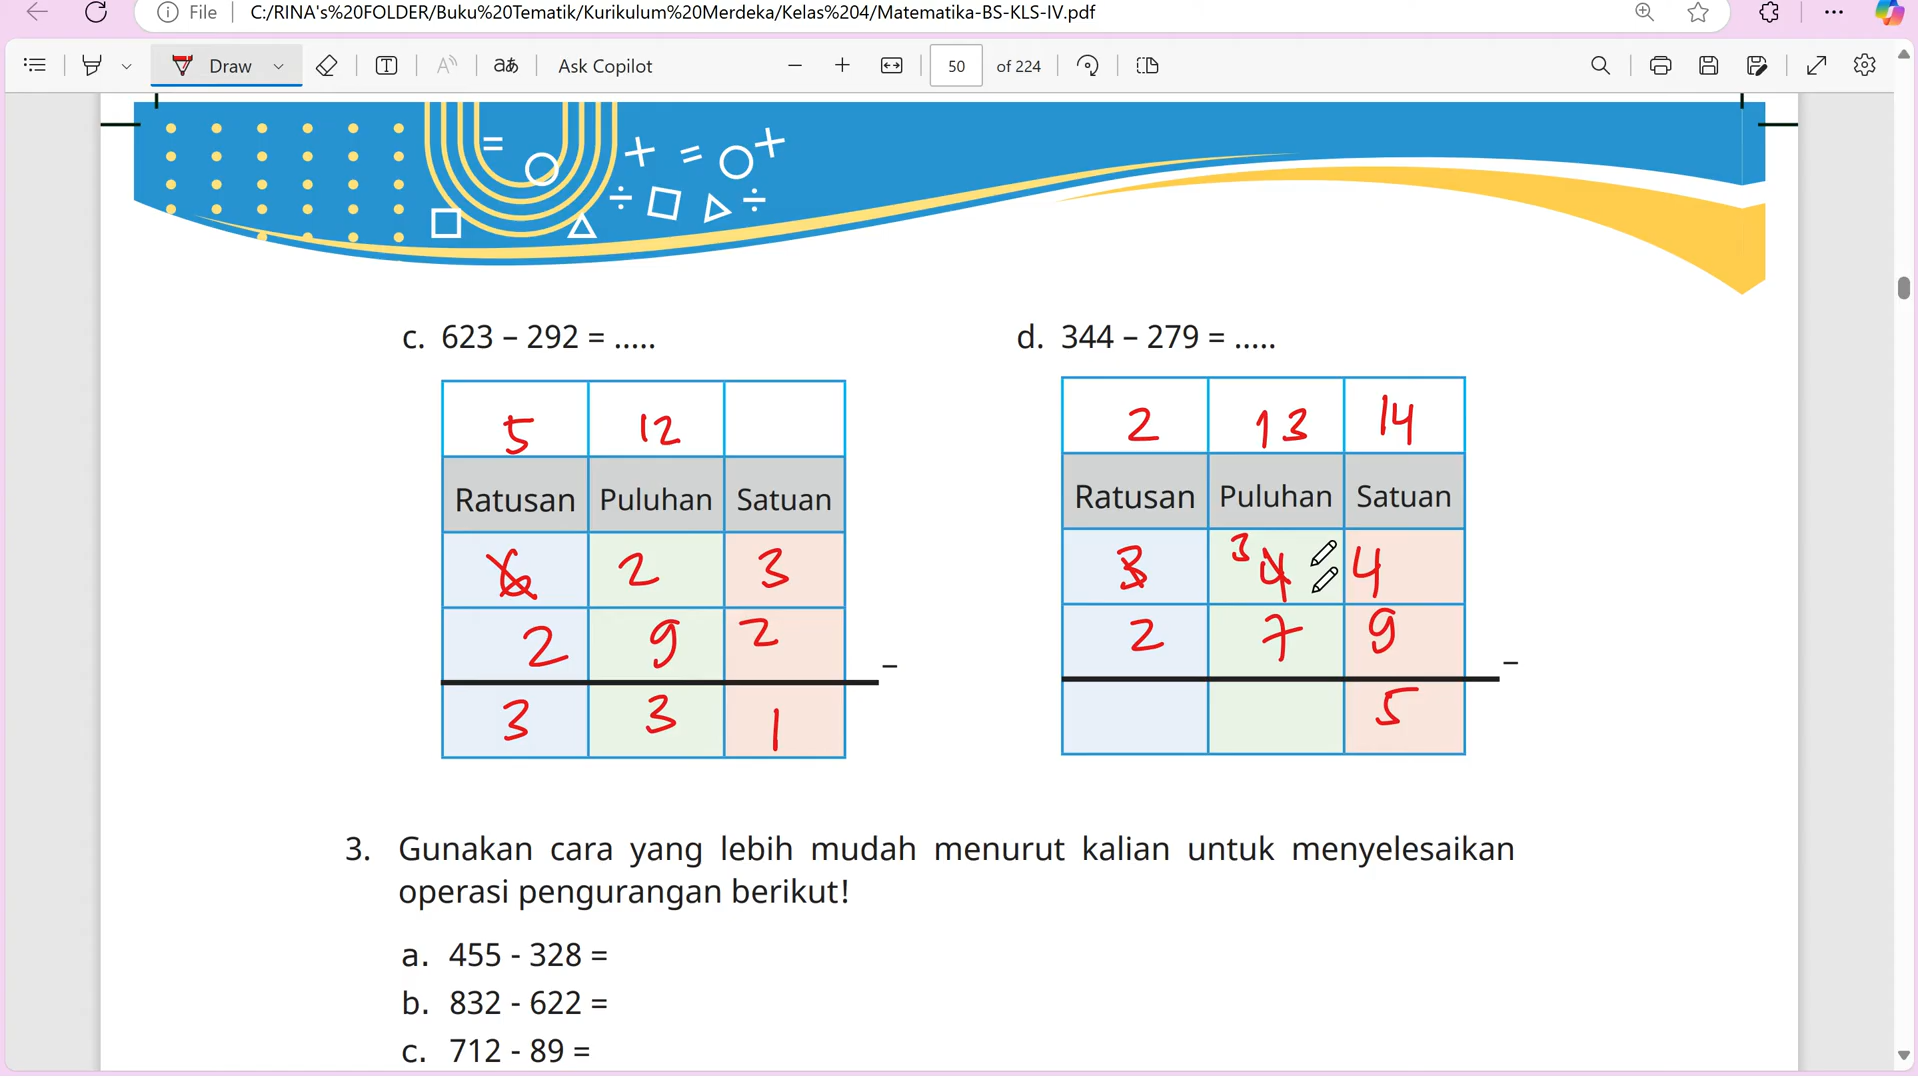 File C:/RINA's%20FOLDER/Buku%20Tematik/Kurikulum%20Merdeka/Kelas%204/Matematika-BS-KLS-IV.pdf
Draw T A aあ Ask Copilot 50 of 224
c. 623 – 292 = .....
5 12
Ratusan Puluhan Satuan
6 2 3
2 9 2
–
3 3 1
d. 344 – 279 = .....
2 13 14
Ratusan Puluhan Satuan
3 3 4 4
2 7 9
–
5
3. Gunakan cara yang lebih mudah menurut kalian untuk menyelesaikan
operasi pengurangan berikut!
a. 455 - 328 =
b. 832 - 622 =
c. 712 - 89 =